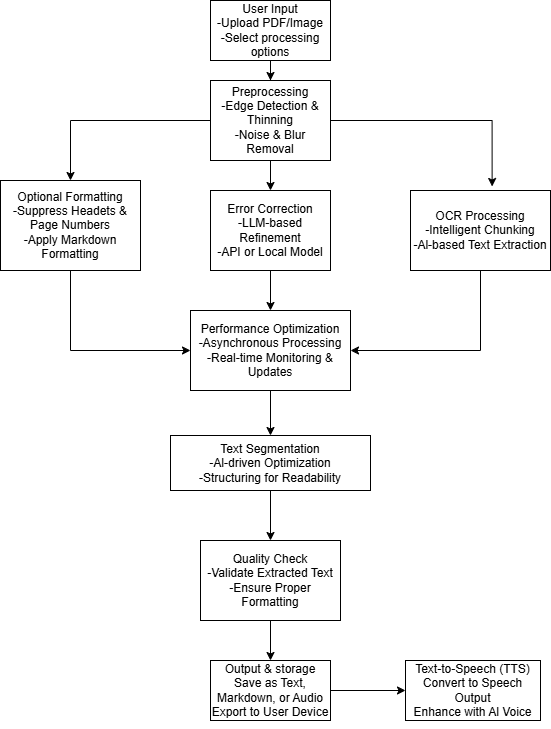 User Input
-Upload PDF/Image
-Select processing
options
Preprocessing
-Edge Detection &
Thinning
-Noise & Blur
Removal
Optional Formatting
-Suppress Headets &
Page Numbers
-Apply Markdown
Formatting
Error Correction
-LLM-based
Refinement
-API or Local Model
OCR Processing
-Intelligent Chunking
-AI-based Text Extraction
Performance Optimization
-Asynchronous Processing
-Real-time Monitoring &
Updates
Text Segmentation
-AI-driven Optimization
-Structuring for Readability
Quality Check
-Validate Extracted Text
-Ensure Proper
Formatting
Output & storage
Save as Text,
Markdown, or Audio
Export to User Device
Text-to-Speech (TTS)
Convert to Speech
Output
Enhance with AI Voice